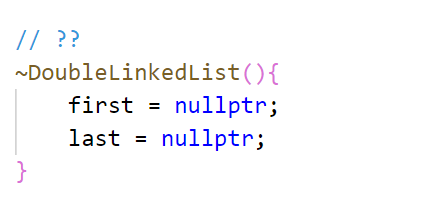 // ??
~DoubleLinkedList(){
    first = nullptr;
    last = nullptr;
}